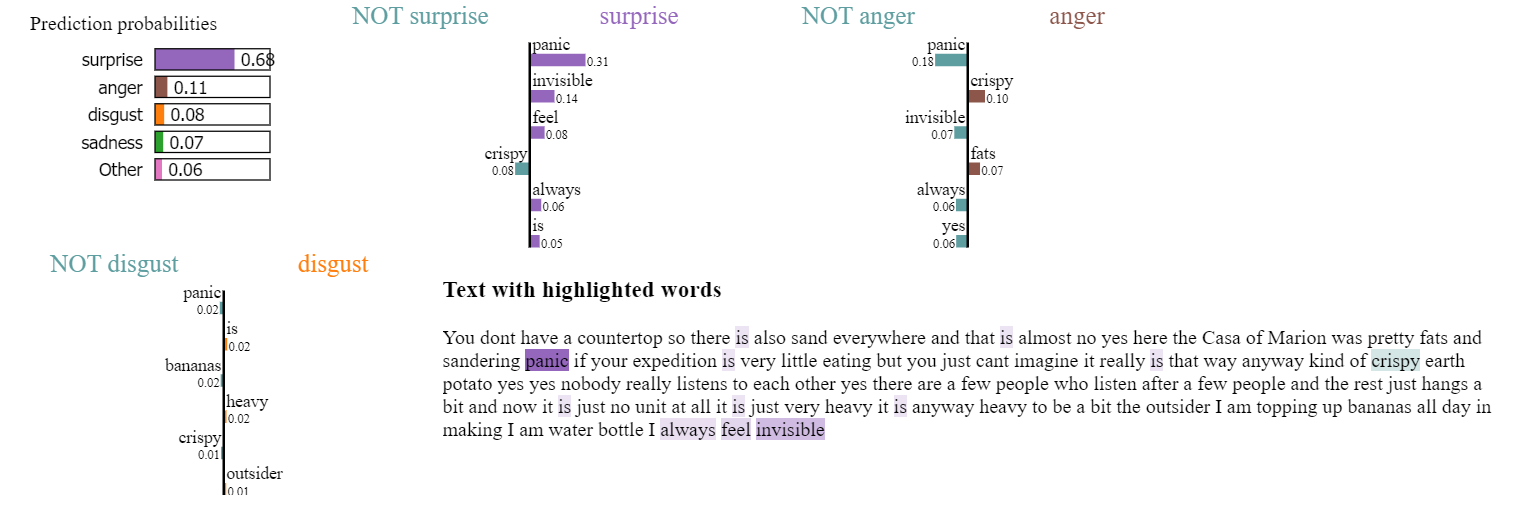 Prediction probabilities
surprise 0.68
anger 0.11
disgust 0.08
sadness 0.07
Other 0.06
NOT surprise surprise
panic
0.31
invisible
0.14
feel
0.08
crispy
0.08
always
0.06
is
0.05
NOT anger anger
panic
0.18
crispy
0.10
invisible
0.07
fats
0.07
always
0.06
yes
0.06
NOT disgust disgust
panic
0.02
is
0.02
bananas
0.02
heavy
0.02
crispy
0.01
outsider
0.01
Text with highlighted words
You dont have a countertop so there is also sand everywhere and that is almost no yes here the Casa of Marion was pretty fats and
sandering panic if your expedition is very little eating but you just cant imagine it really is that way anyway kind of crispy earth
potato yes yes nobody really listens to each other yes there are a few people who listen after a few people and the rest just hangs a
bit and now it is just no unit at all it is just very heavy it is anyway heavy to be a bit the outsider I am topping up bananas all day in
making I am water bottle I always feel invisible